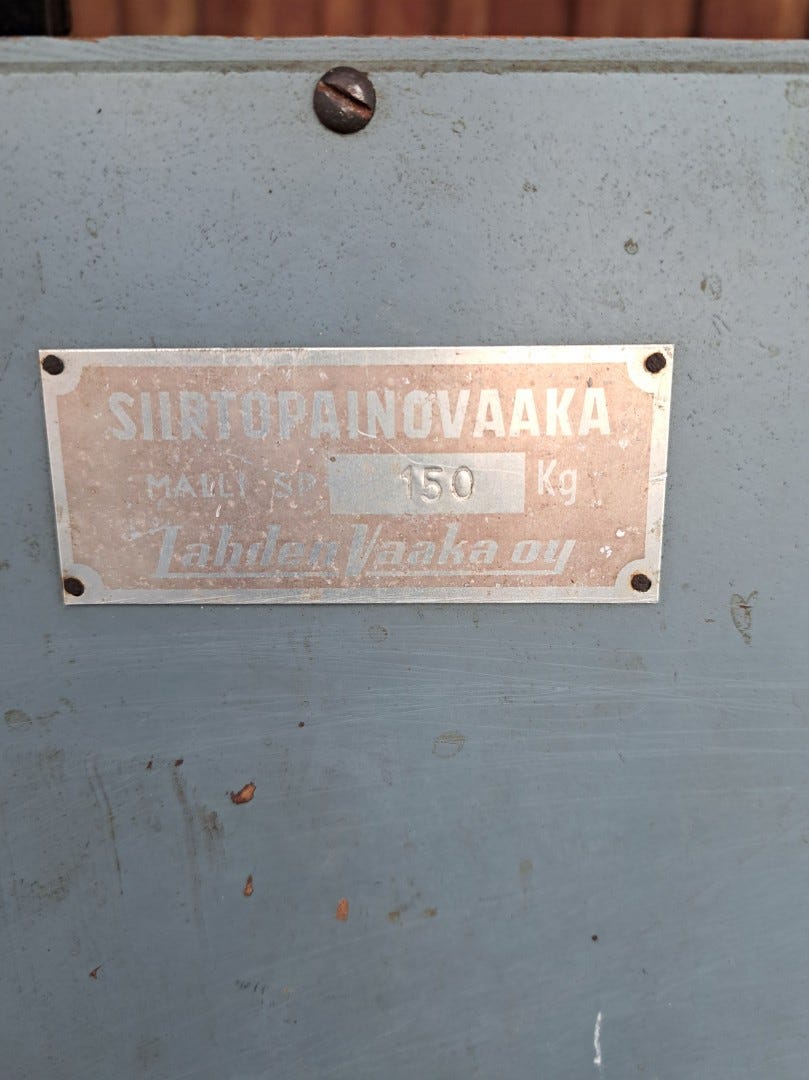 SIIRTOPAINOVAAKA
MALLI SP 150 Kg
Lahden Vaaka oy